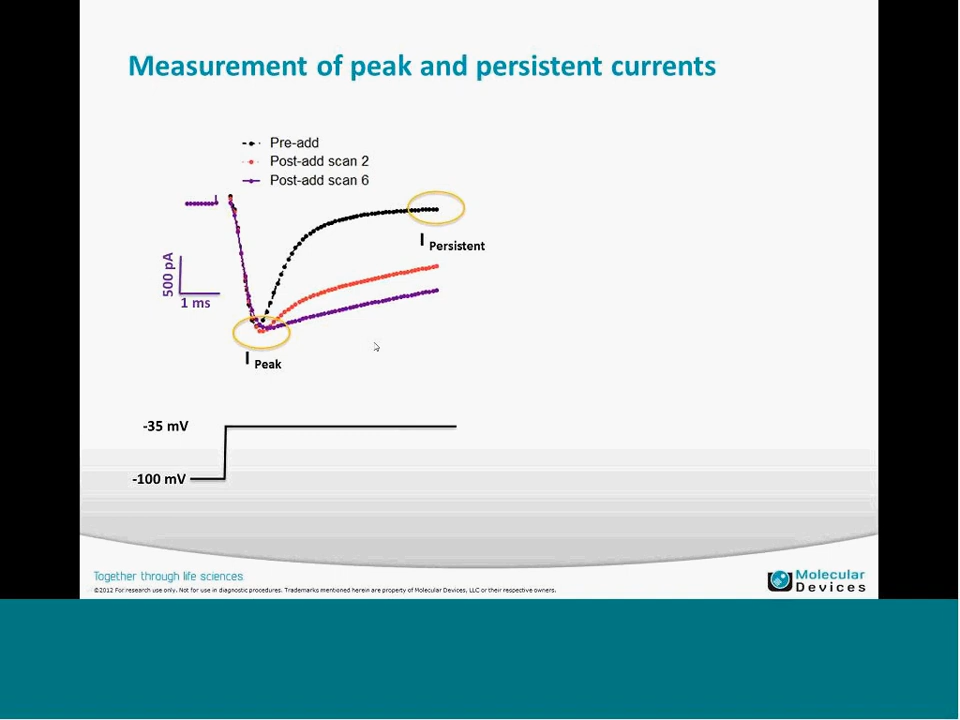 Measurement of peak and persistent currents
Pre-add
Post-add scan 2
Post-add scan 6
I Persistent
500 pA
1 ms
I Peak
-35 mV
-100 mV
Together through life sciences
©2012 For research use only. Not for use in diagnostic procedures. Trademarks mentioned herein are property of Molecular Devices, LLC or their respective owners.
Molecular
Devices